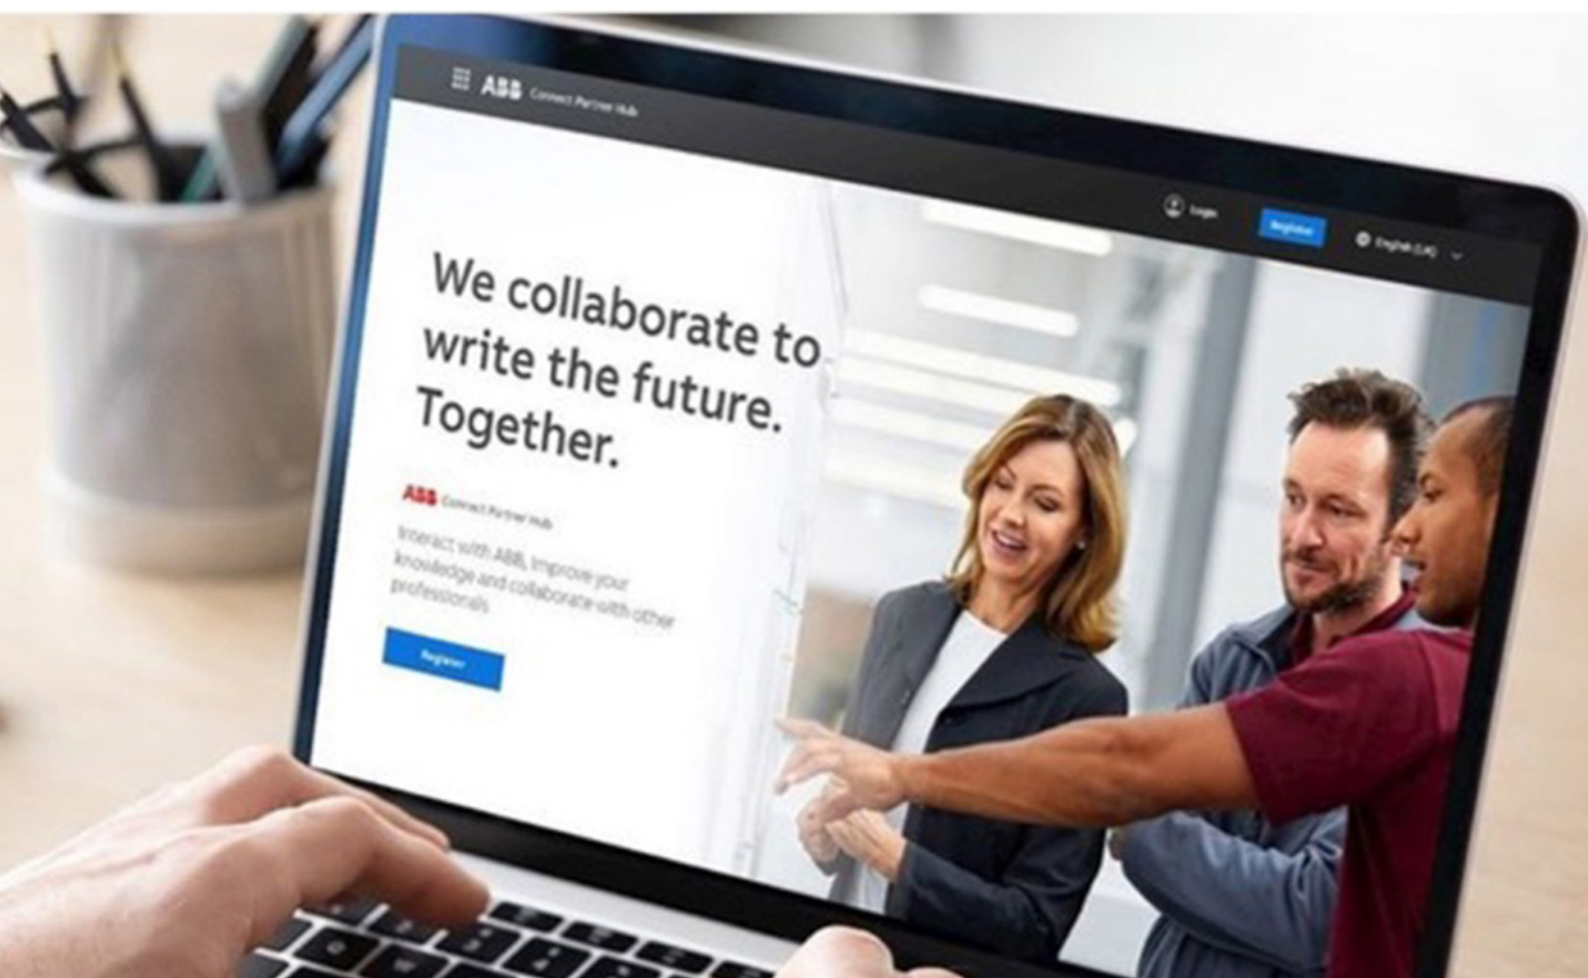 ABB Connect Partner Hub
Login
Register
English (UK)
We collaborate to
write the future.
Together.
ABB Connect Partner Hub
Interact with ABB, Improve your
knowledge and collaborate with other
professionals
Register